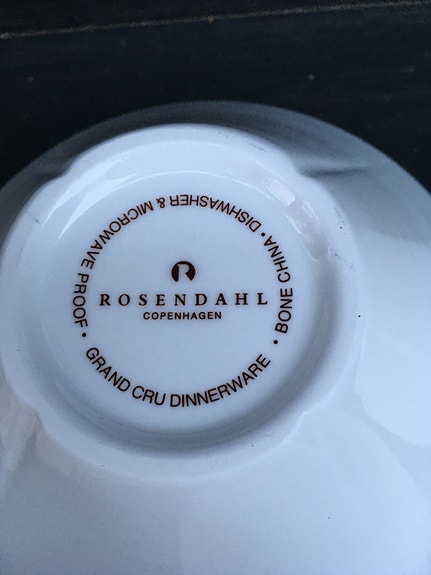 ROSENDAHL
COPENHAGEN
GRAND CRU DINNERWARE • BONE CHINA • DISHWASHER & MICROWAVE PROOF •